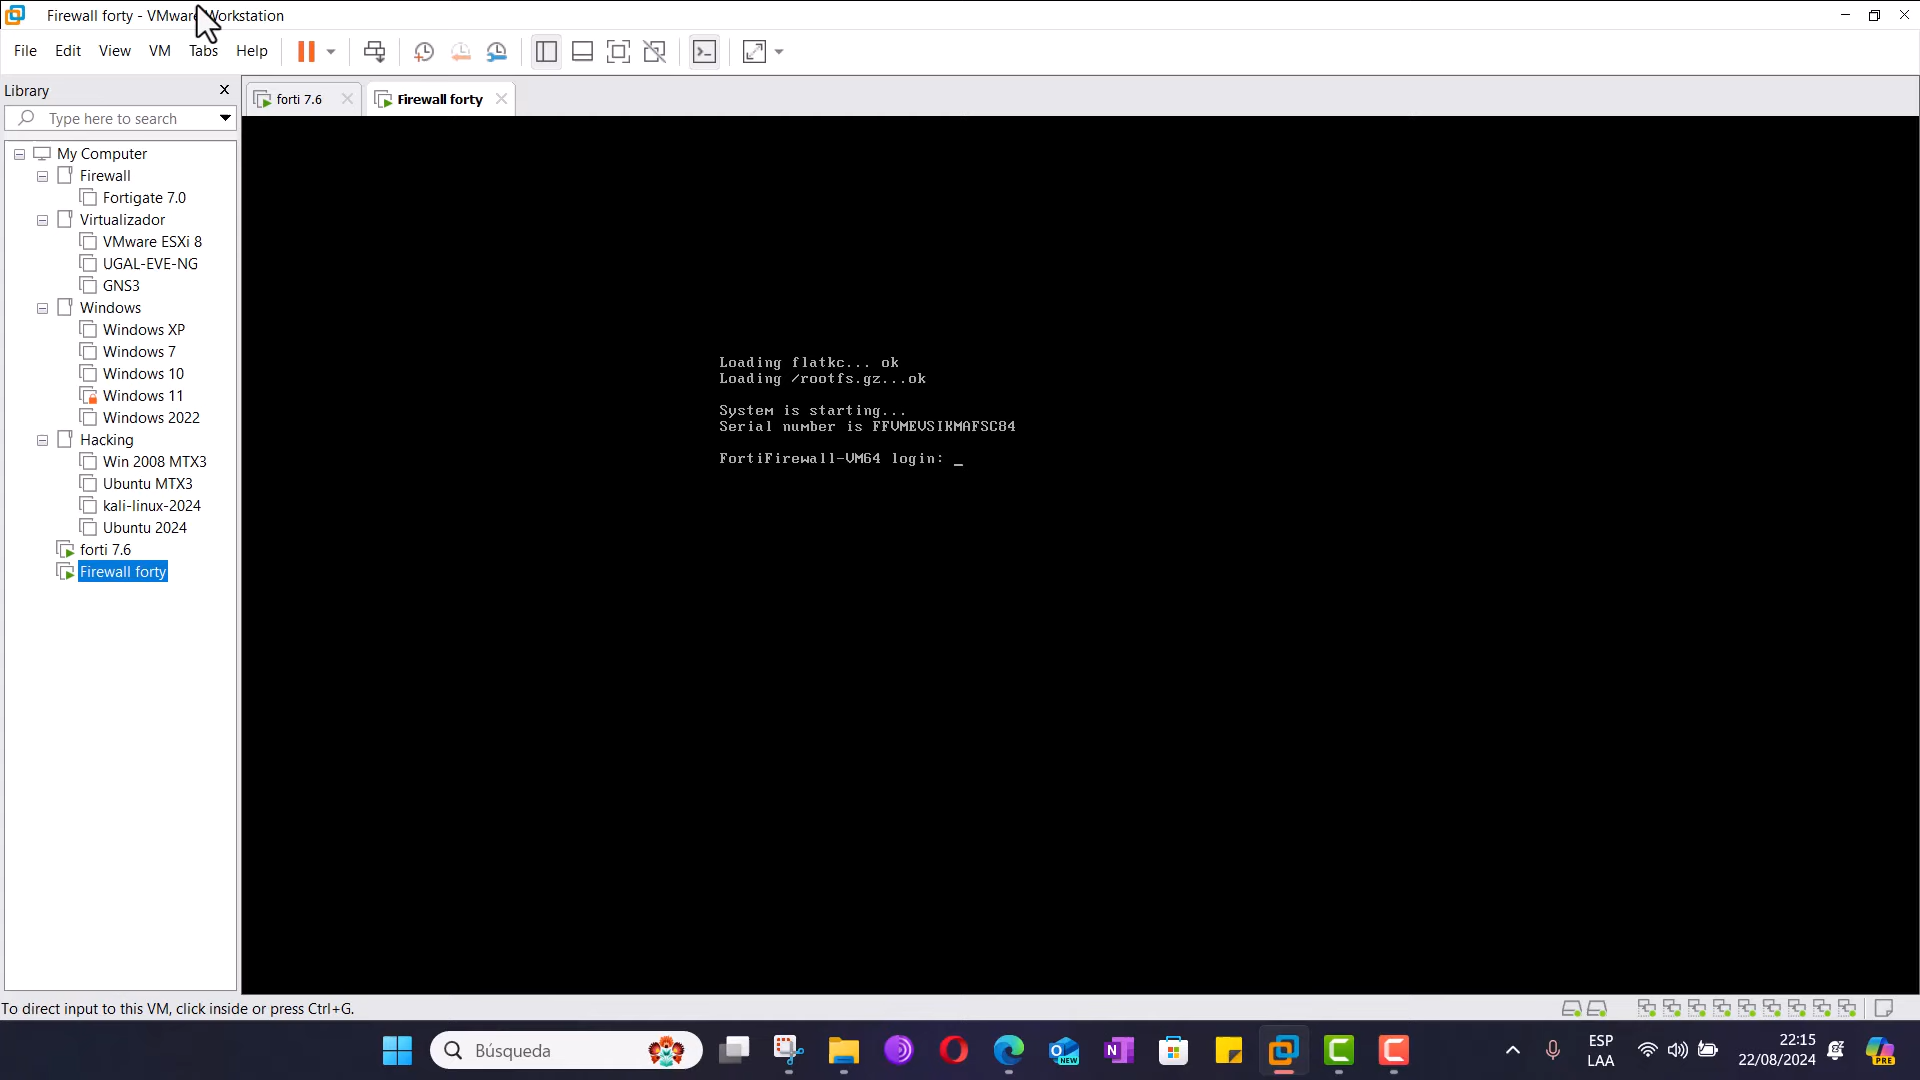 Firewall forty - VMware Workstation
File Edit View VM Tabs Help
Library
Type here to search
My Computer
Firewall
Fortigate 7.0
Virtualizador
VMware ESXi 8
UGAL-EVE-NG
GNS3
Windows
Windows XP
Windows 7
Windows 10
Windows 11
Windows 2022
Hacking
Win 2008 MTX3
Ubuntu MTX3
kali-linux-2024
Ubuntu 2024
forti 7.6
Firewall forty
forti 7.6
Firewall forty
Loading flatkc... ok
Loading /rootfs.gz...ok
System is starting...
Serial number is FFVMEVSIKMAFSC84
FortiFirewall-VM64 login: _
To direct input to this VM, click inside or press Ctrl+G.
Búsqueda
NEW
ESP
LAA
22:15
22/08/2024
PRE